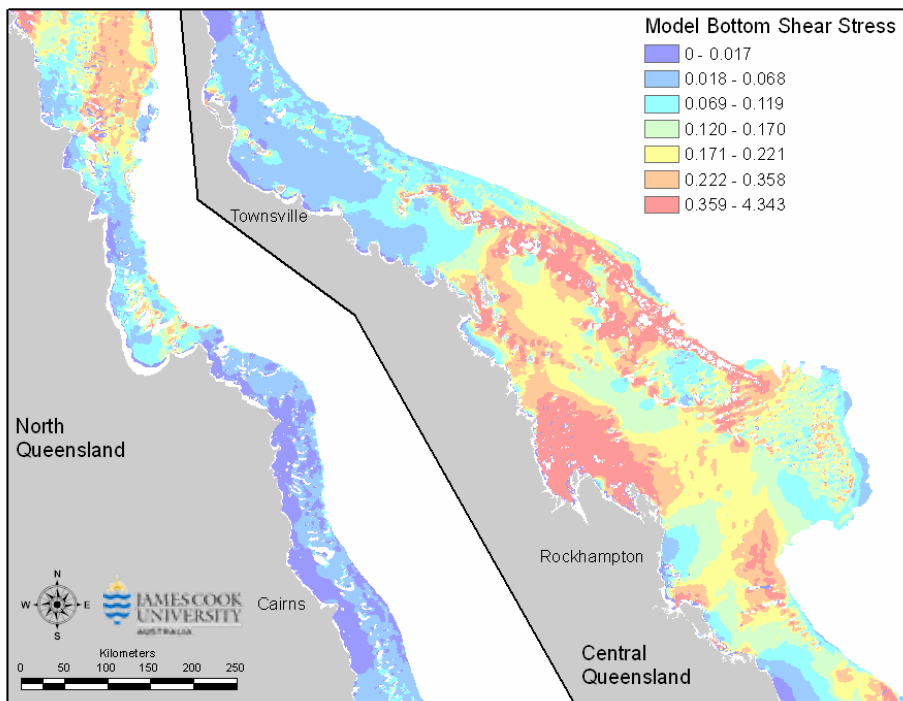 Model Bottom Shear Stress
0 - 0.017
0.018 - 0.068
0.069 - 0.119
0.120 - 0.170
0.171 - 0.221
0.222 - 0.358
0.359 - 4.343
Townsville
North
Queensland
Rockhampton
Cairns
Central
Queensland
N
W
E
S
JAMES COOK
UNIVERSITY
AUSTRALIA
Kilometers
0 50 100 150 200 250